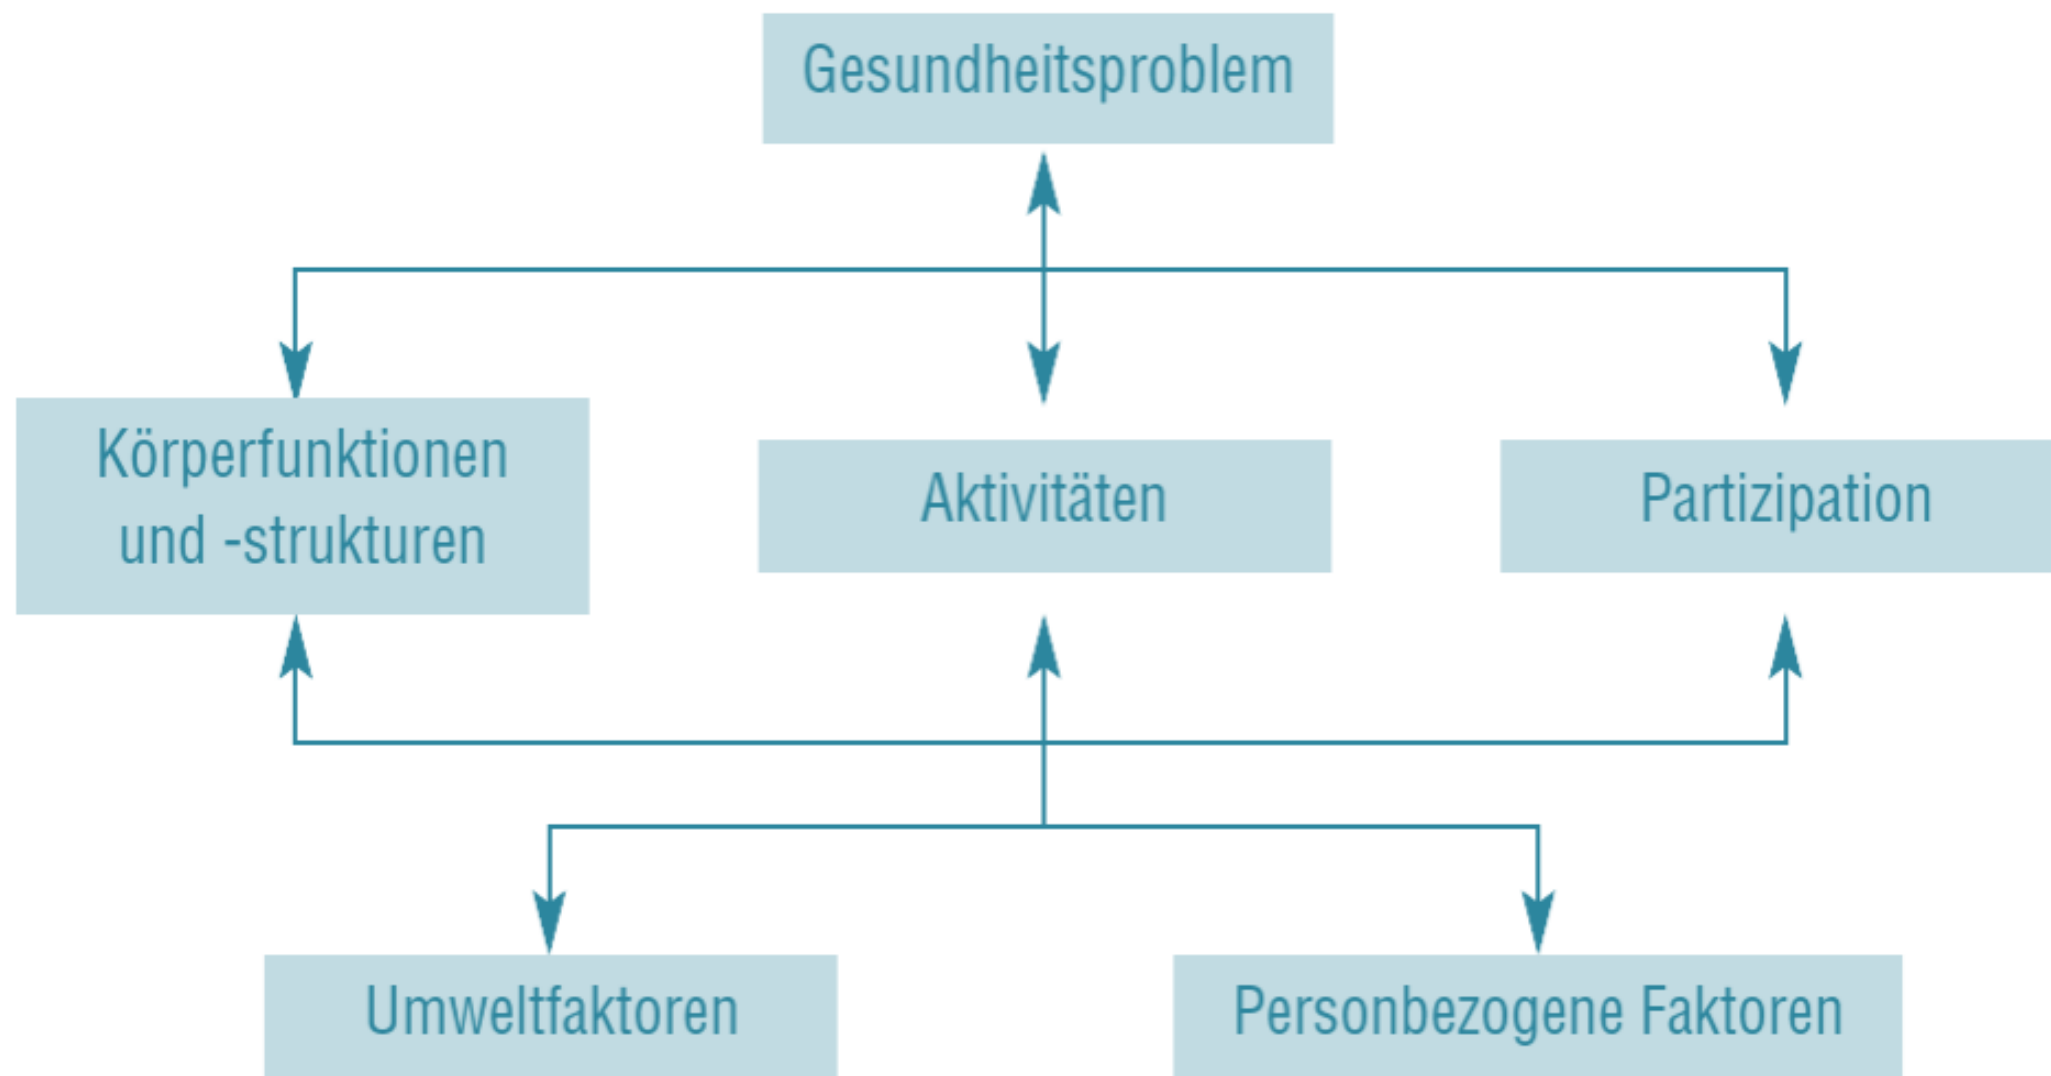 Gesundheitsproblem
Körperfunktionen
und -strukturen
Aktivitäten
Partizipation
Umweltfaktoren
Personbezogene Faktoren